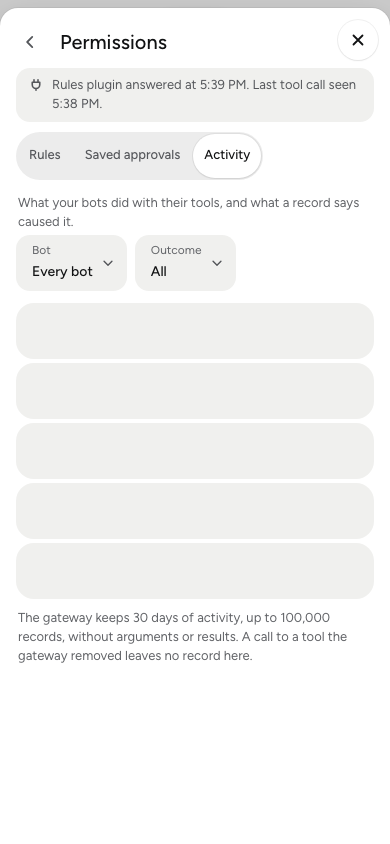 Permissions
Rules plugin answered at 5:39 PM. Last tool call seen
5:38 PM.
Rules
Saved approvals
Activity
What your bots did with their tools, and what a record says
caused it.
Bot
Every bot
Outcome
All
The gateway keeps 30 days of activity, up to 100,000
records, without arguments or results. A call to a tool the
gateway removed leaves no record here.